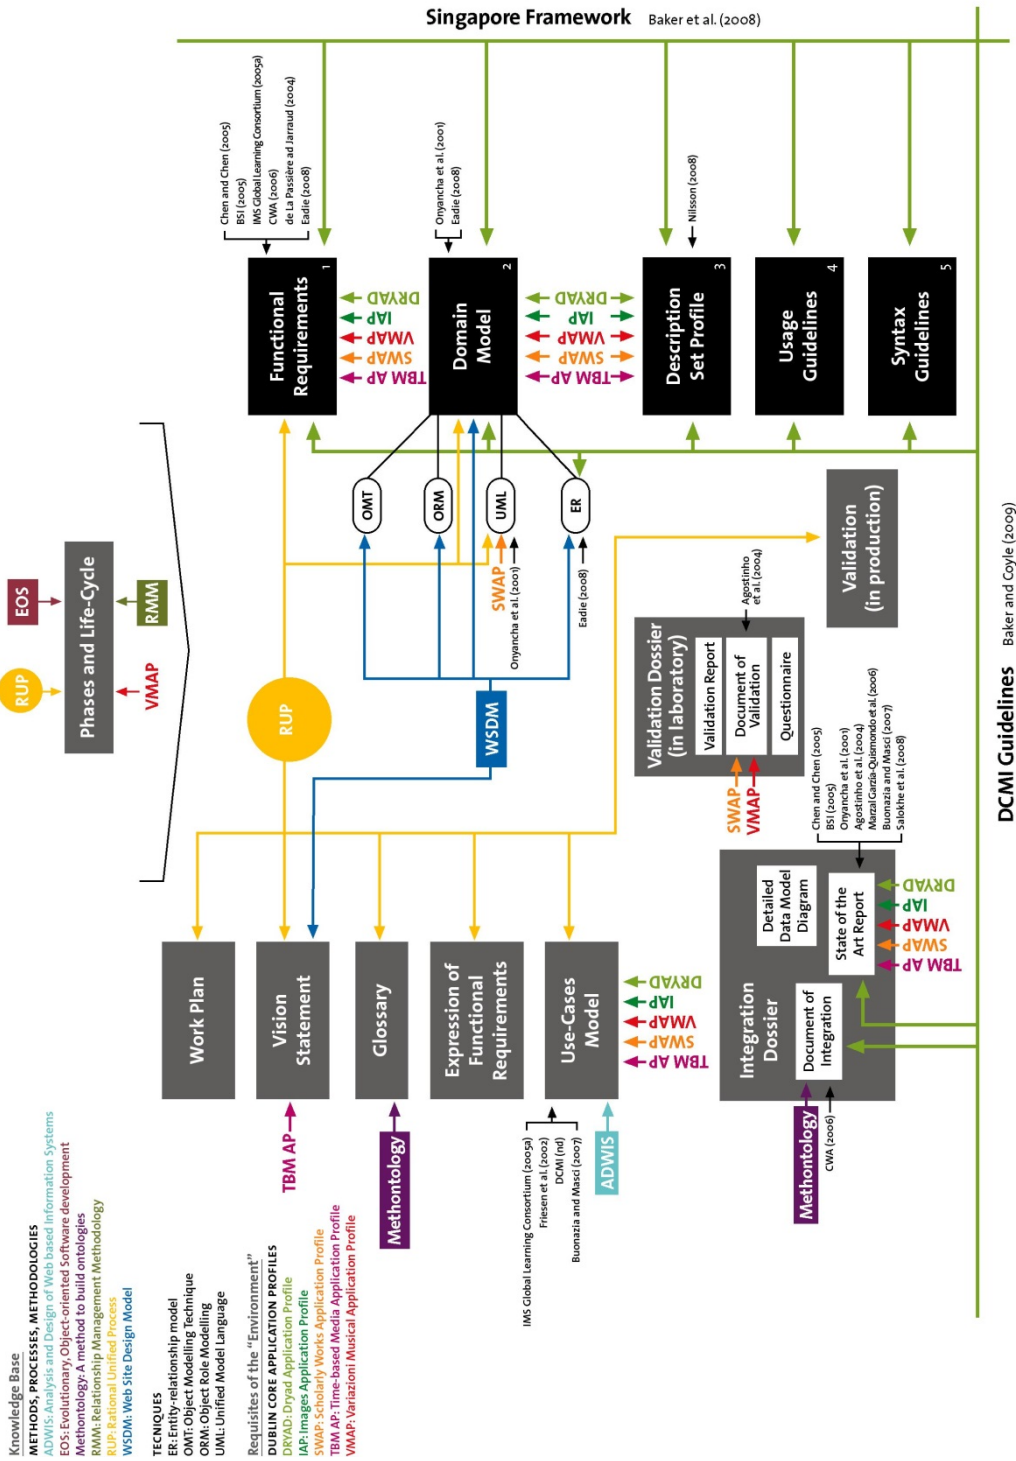 Singapore Framework Baker et al. (2008)
Knowledge Base
METHODS, PROCESSES, METHODOLOGIES
ADWIS: Analysis and Design of Web based Information Systems
EOS: Evolutionary, Object-oriented Software development
Methontology: A method to build ontologies
RMM: Relationship Management Methodology
RUP: Rational Unified Process
WSDM: Web Site Design Model
TECNIQUES
ER: Entity-relationship model
OMT: Object Modelling Technique
ORM: Object Role Modelling
UML: Unified Model Language
Requisites of the "Environment"
DUBLIN CORE APPLICATION PROFILES
DRYAD: Dryad Application Profile
IAP: Images Application Profile
SWAP: Scholarly Works Application Profile
TBM AP: Time-based Media Application Profile
VMAP: Variazioni Musical Application Profile
RUP
EOS
Phases and Life-Cycle
VMAP
RMM
Work Plan
Vision
Statement
TBM AP
Glossary
Methontology
Expression of
Functional
Requirements
Use-Cases
Model
TBM AP
SWAP
VMAP
IAP
DRYAD
IMS Global Learning Consortium (2005a)
Friesen et al. (2002)
DCMI (nd)
Buonazia and Masci (2007)
ADWIS
RUP
WSDM
OMT
ORM
UML
ER
SWAP
Onyancha et al. (2001)
Eadie (2008)
Chen and Chen (2005)
BSI (2005)
IMS Global Learning Consortium (2005a)
CWA (2006)
de La Passière ad Jarraud (2004)
Eadie (2008)
Functional
Requirements
1
TBM AP
SWAP
VMAP
IAP
DRYAD
Onyancha et al. (2001)
Eadie (2008)
Domain
Model
2
TBM AP
SWAP
VMAP
IAP
DRYAD
Nilsson (2008)
Description
Set Profile
3
Usage
Guidelines
4
Syntax
Guidelines
5
Integration
Dossier
Document of
Integration
Detailed
Data Model
Diagram
State of the
Art Report
Methontology
CWA (2006)
TBM AP
SWAP
VMAP
IAP
DRYAD
Chen and Chen (2005)
BSI (2005)
Onyancha et al. (2001)
Agostinho et al. (2004)
Marzal García-Quismondo et al. (2006)
Buonazia and Masci (2007)
Salokhe et al. (2008)
Validation Dossier
(in laboratory)
Validation Report
Document of
Validation
Questionnaire
SWAP
VMAP
Agostinho
et al. (2004)
Validation
(in production)
DCMI Guidelines Baker and Coyle (2009)